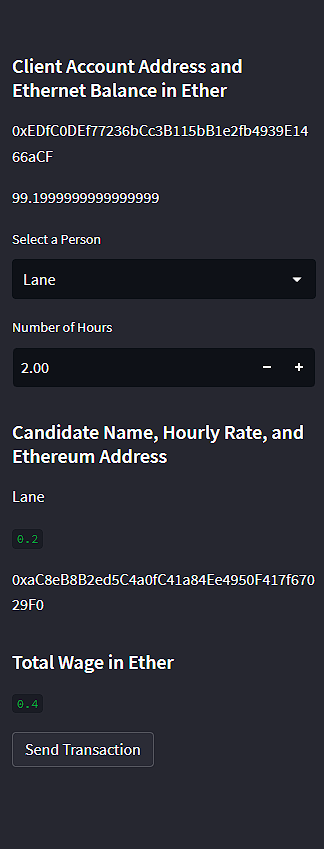 Client Account Address and
Ethernet Balance in Ether
0xEDfC0DEf77236bCc3B115bB1e2fb4939E14
66aCF
99.1999999999999999
Select a Person
Lane
Number of Hours
2.00
Candidate Name, Hourly Rate, and
Ethereum Address
Lane
0.2
0xaC8eB8B2ed5C4a0fC41a84Ee4950F417f670
29F0
Total Wage in Ether
0.4
Send Transaction